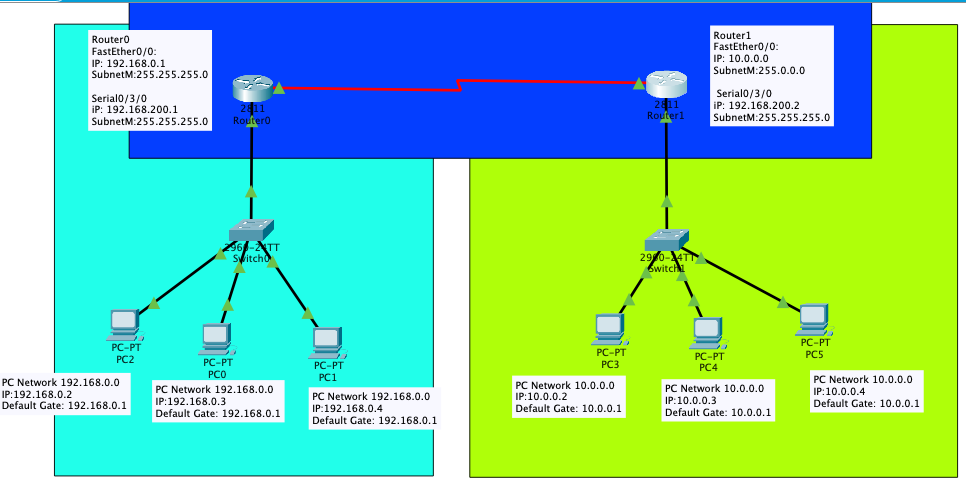 Router0
FastEther0/0:
IP: 192.168.0.1
SubnetM:255.255.255.0
Serial0/3/0
iP: 192.168.200.1
SubnetM:255.255.255.0
2811
Router0
Router1
FastEther0/0:
IP: 10.0.0.0
SubnetM:255.0.0.0
Serial0/3/0
iP: 192.168.200.2
SubnetM:255.255.255.0
2811
Router1
2960-24TT
Switch0
2960-24TT
Switch1
PC-PT
PC2
PC-PT
PC0
PC-PT
PC1
PC-PT
PC3
PC-PT
PC4
PC-PT
PC5
PC Network 192.168.0.0
IP:192.168.0.2
Default Gate: 192.168.0.1
PC Network 192.168.0.0
IP:192.168.0.3
Default Gate: 192.168.0.1
PC Network 192.168.0.0
IP:192.168.0.4
Default Gate: 192.168.0.1
PC Network 10.0.0.0
IP:10.0.0.2
Default Gate: 10.0.0.1
PC Network 10.0.0.0
IP:10.0.0.3
Default Gate: 10.0.0.1
PC Network 10.0.0.0
IP:10.0.0.4
Default Gate: 10.0.0.1